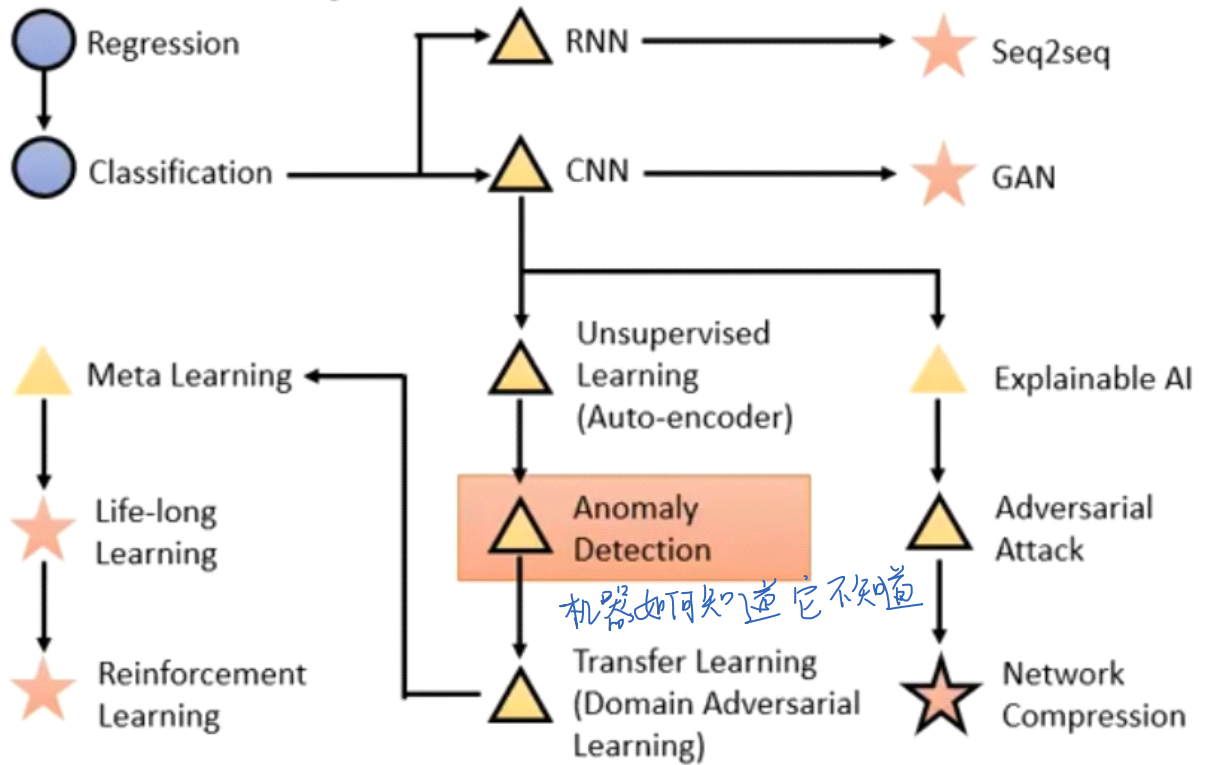 Regression
RNN
Seq2seq
Classification
CNN
GAN
Meta Learning
Unsupervised
Learning
(Auto-encoder)
Explainable AI
Life-long
Learning
Anomaly
Detection
Adversarial
Attack
机器如何知道它不知道
Reinforcement
Learning
Transfer Learning
(Domain Adversarial
Learning)
Network
Compression